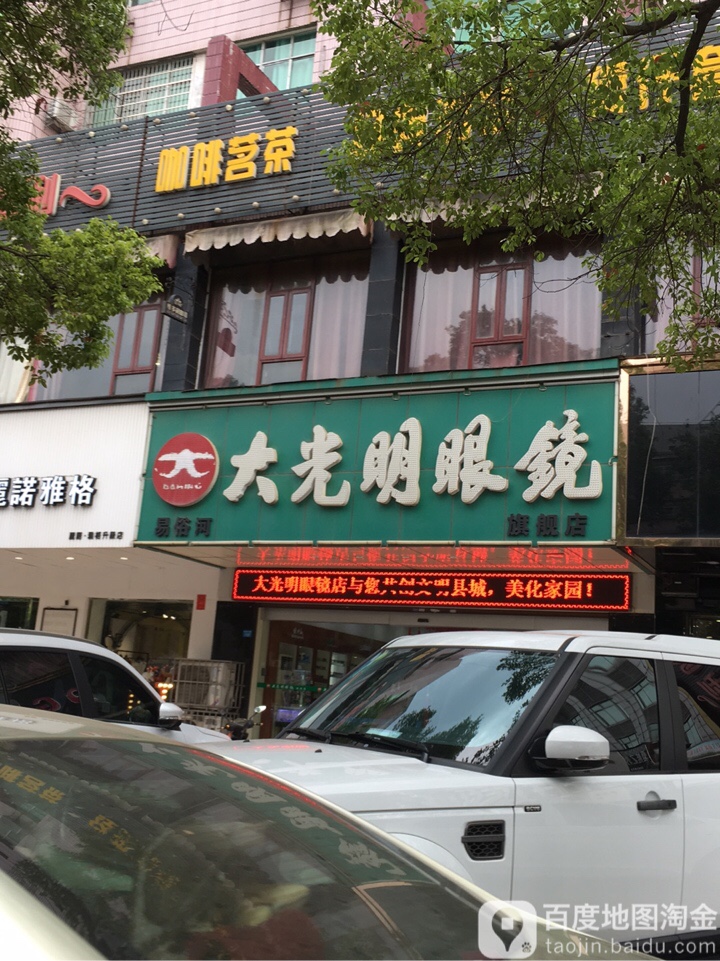 咖啡茗茶
大光明眼镜
易俗河
旗舰店
諾雅格
大光明眼镜店与您共创文明县城，美化家园！
百度地图淘金
taojin.baidu.com